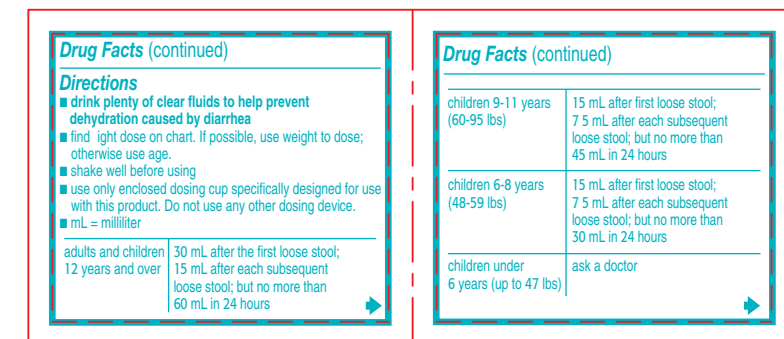 Drug Facts (continued)
Directions
■ drink plenty of clear fluids to help prevent
dehydration caused by diarrhea
■ find ight dose on chart. If possible, use weight to dose;
otherwise use age.
■ shake well before using
■ use only enclosed dosing cup specifically designed for use
with this product. Do not use any other dosing device.
■ mL = milliliter
adults and children
12 years and over
30 mL after the first loose stool;
15 mL after each subsequent
loose stool; but no more than
60 mL in 24 hours
Drug Facts (continued)
children 9-11 years
(60-95 lbs)
15 mL after first loose stool;
7 5 mL after each subsequent
loose stool; but no more than
45 mL in 24 hours
children 6-8 years
(48-59 lbs)
15 mL after first loose stool;
7 5 mL after each subsequent
loose stool; but no more than
30 mL in 24 hours
children under
6 years (up to 47 lbs)
ask a doctor